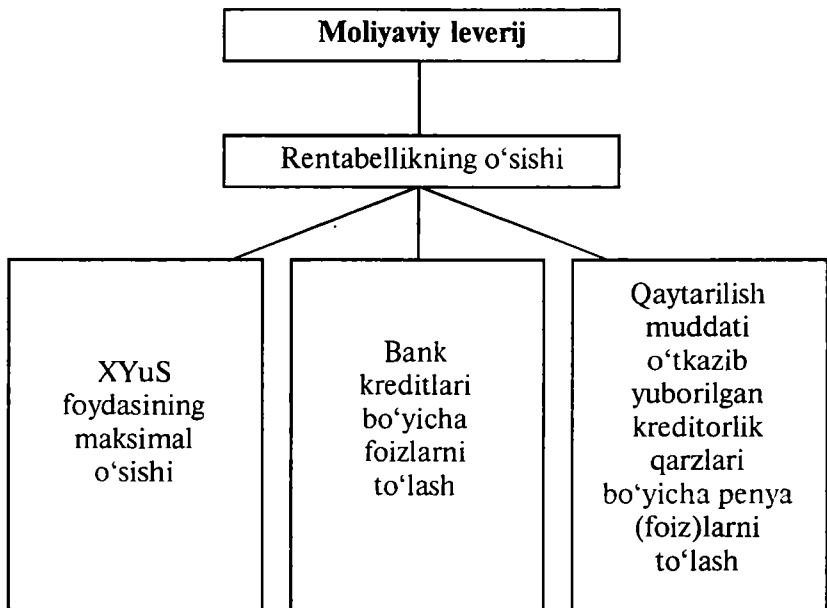 Moliyaviy leverij
Rentabellikning o‘sishi
XYuS
foydasining
maksimal
o‘sishi
Bank
kreditlari
bo‘yicha
foizlarni
to‘lash
Qaytarilish
muddati
o‘tkazib
yuborilgan
kreditorlik
qarzlari
bo‘yicha penya
(foiz)larni
to‘lash